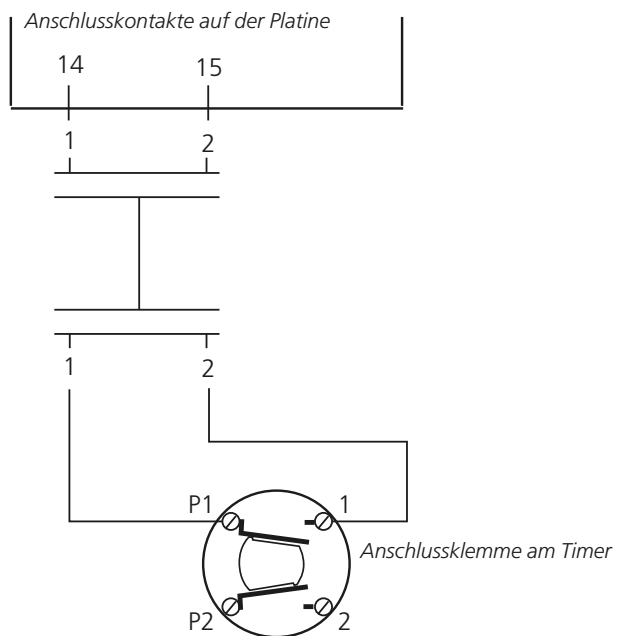 Anschlusskontakte auf der Platine
14 15
1 2
1 2
P1 1
Anschlussklemme am Timer
P2 2